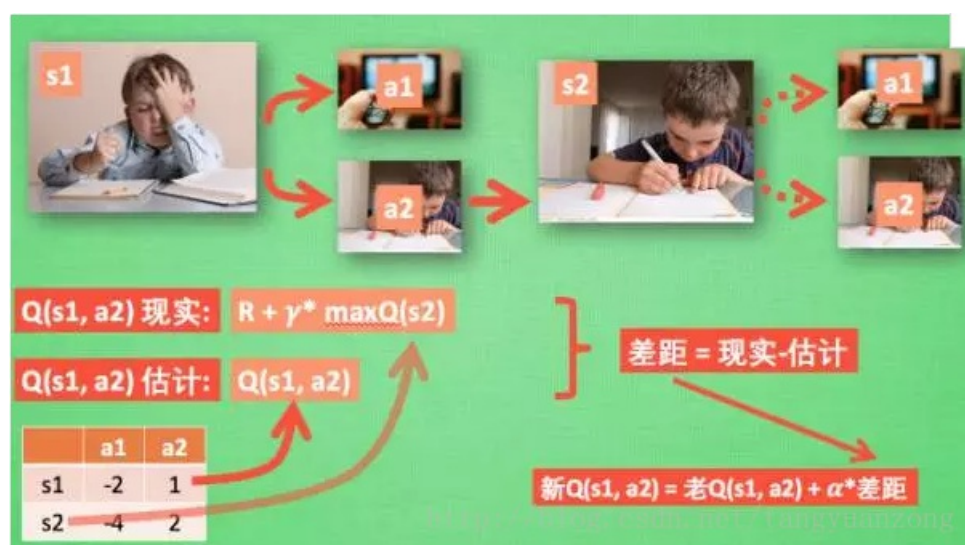 s1
a1
s2
a1
a2
a2
Q(s1, a2) 现实: R + γ* maxQ(s2)
差距 = 现实-估计
Q(s1, a2) 估计: Q(s1, a2)
a1 a2
s1 -2 1
新Q(s1, a2) = 老Q(s1, a2) + α*差距
s2 -4 2